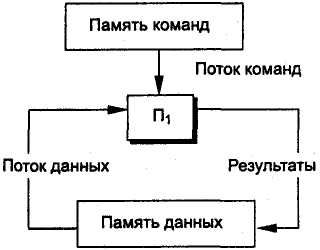 Память команд
Поток команд
П₁
Поток данных
Результаты
Память данных